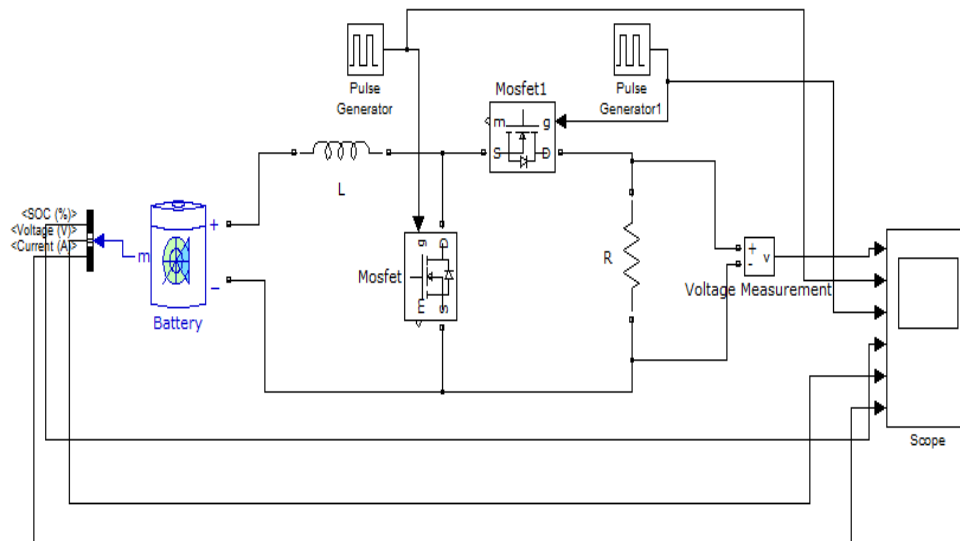 Pulse
Generator
Pulse
Generator1
Mosfet1
m
g
S
D
L
<SOC (%)>
<Voltage (V)>
<Current (A)>
m
+
−
Battery
g
D
Mosfet
m
S
R
+
-
v
Voltage Measurement
Scope